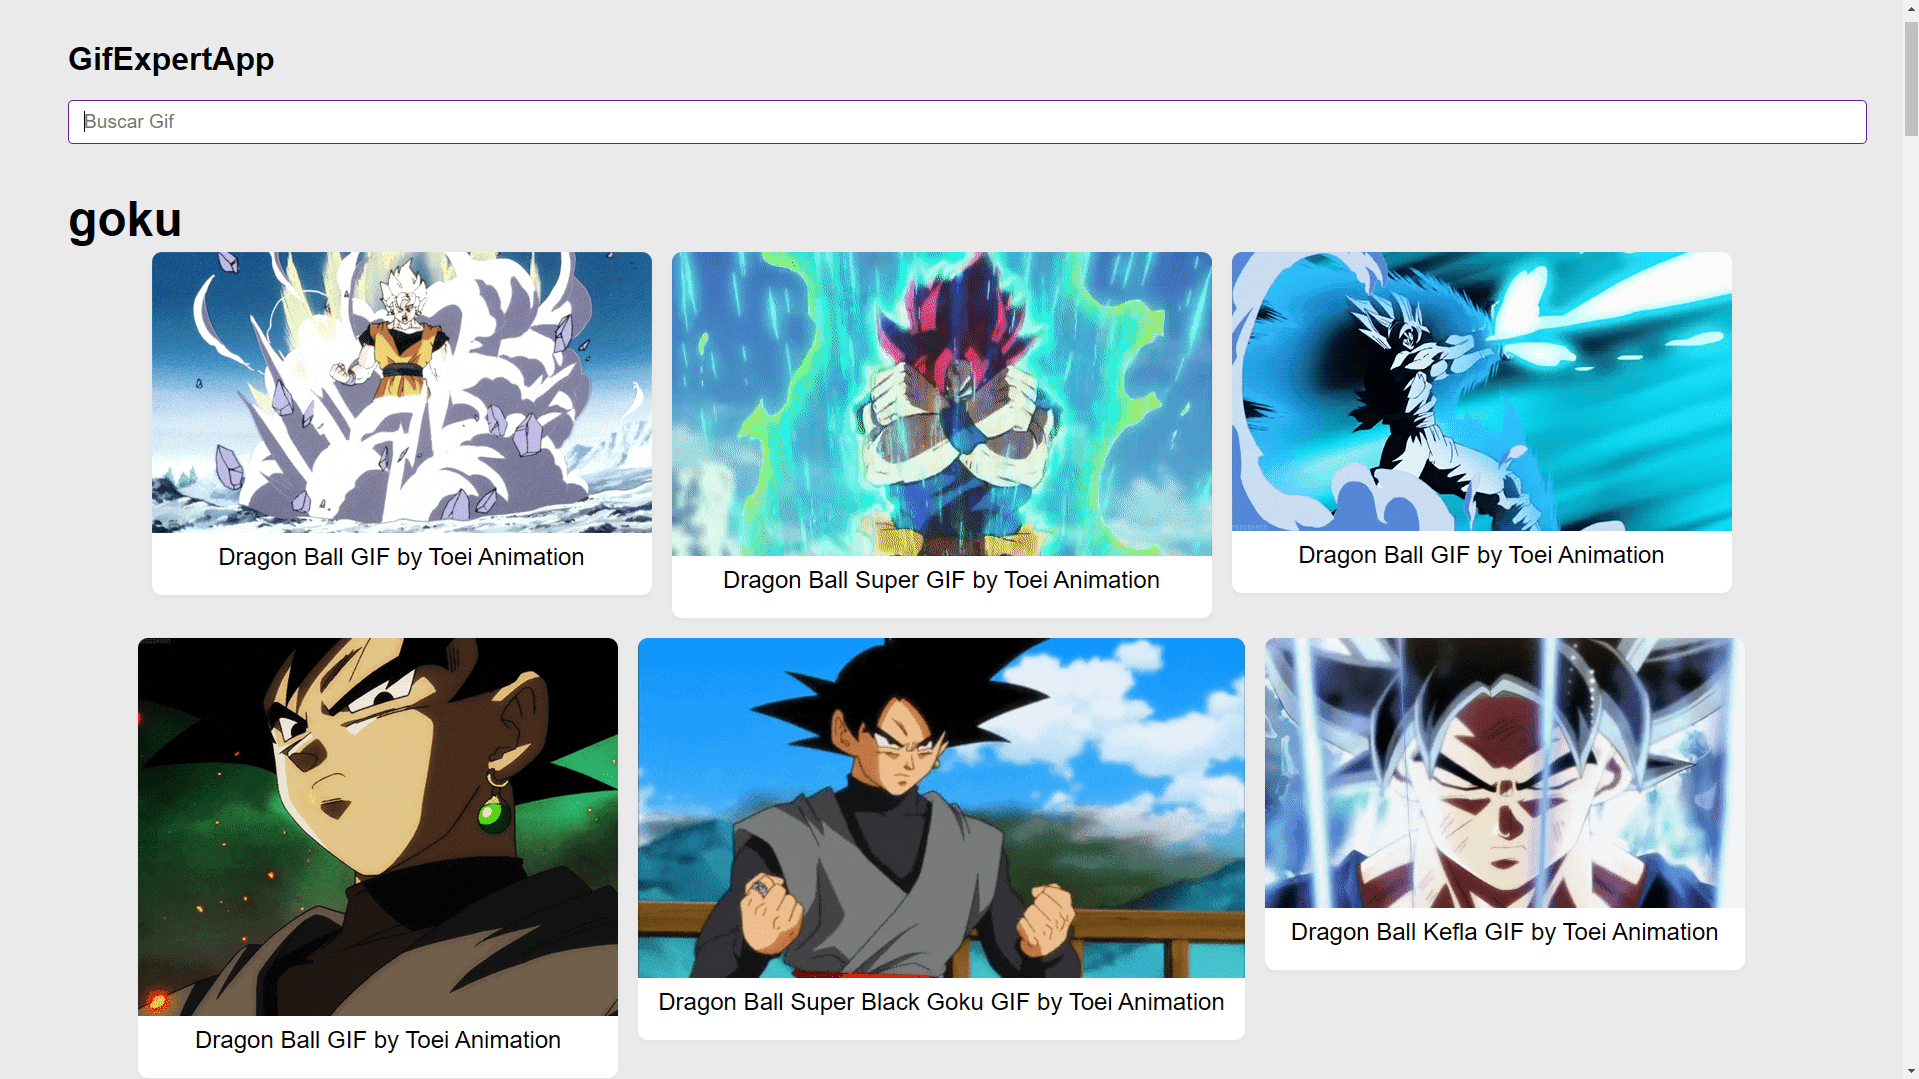 GifExpertApp
Buscar Gif
goku
Dragon Ball GIF by Toei Animation
Dragon Ball Super GIF by Toei Animation
Dragon Ball GIF by Toei Animation
Dragon Ball GIF by Toei Animation
Dragon Ball Super Black Goku GIF by Toei Animation
Dragon Ball Kefla GIF by Toei Animation